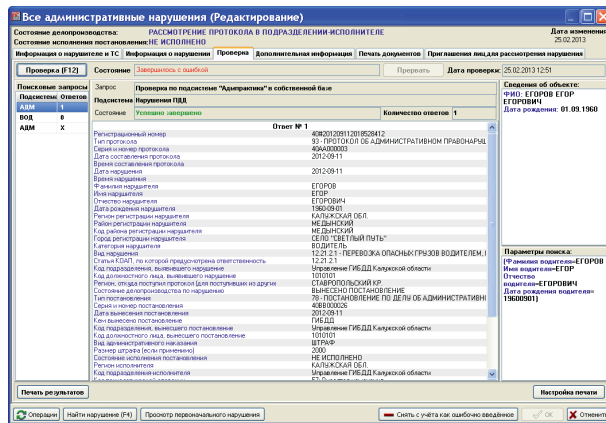 Все административные нарушения (Редактирование)
Состояние делопроизводства: РАССМОТРЕНИЕ ПРОТОКОЛА В ПОДРАЗДЕЛЕНИИ-ИСПОЛНИТЕЛЕ Дата изменения
Состояние исполнения постановления: НЕ ИСПОЛНЕНО 25.02.2013
Информация о нарушителе и ТС Информация о нарушении Проверка Дополнительная информация Печать документов Приглашения лиц для рассмотрения нарушения
Проверка (F12) Состояние Завершилось с ошибкой Прервать Дата проверки: 25.02.2013 12:51
Поисковые запросы Запрос Проверка по подсистеме "Адмпрактика" в собственной базе Сведения об объекте:
Подсистема Ответов Подсистема Нарушения ПДД ФИО: ЕГОРОВ ЕГОР
АДМ 1 Состояние Успешно завершено Количество ответов 1 ЕГОРОВИЧ
ВОД 8 Дата рождения: 01.09.1960
АДМ X
Ответ № 1
Регистрационный номер 40#201209112018528412
Тип протокола 93 - ПРОТОКОЛ ОБ АДМИНИСТРАТИВНОМ ПРАВОНАРУШ
Серия и номер протокола 40АА000003
Дата составления протокола 2012-09-11
Время составления протокола
Дата нарушения 2012-09-11
Время нарушения
Фамилия нарушителя ЕГОРОВ
Имя нарушителя ЕГОР
Отчество нарушителя ЕГОРОВИЧ
Дата рождения нарушителя 1960-09-01
Регион регистрации нарушителя КАЛУЖСКАЯ ОБЛ.
Район регистрации нарушителя МЕДЫНСКИЙ
Код района регистрации нарушителя МЕДЫНСКИЙ
Город регистрации нарушителя СЕЛО "СВЕТЛЫЙ ПУТЬ"
Категория нарушителя ВОДИТЕЛЬ
Вид нарушения 12.21.2.1 - ПЕРЕВОЗКА ОПАСНЫХ ГРУЗОВ ВОДИТЕЛЕМ,
Статья КОАП, по которой предусмотрена ответственность 12.21.2.1
Код подразделения, выявившего нарушение Управление ГИБДД Калужской области
Код должностного лица, выявившего нарушение 1010101
Регион, откуда поступил протокол (для поступивших из других СТАВРОПОЛЬСКИЙ КР.
Состояние делопроизводства по нарушению ВЫНЕСЕНО ПОСТАНОВЛЕНИЕ
Тип постановления 78 - ПОСТАНОВЛЕНИЕ ПО ДЕЛУ ОБ АДМИНИСТРАТИВН
Серия и номер постановления 40ВВ000026
Дата вынесения постановления 2012-09-11
Кем вынесено постановление ГИБДД
Код подразделения, вынесшего постановление Управление ГИБДД Калужской области
Код должностного лица, вынесшего постановление 1010101
Вид административного наказания ШТРАФ
Размер штрафа (если применимо) 2000
Состояние исполнения постановления НЕ ИСПОЛНЕНО
Регион исполнителя КАЛУЖСКАЯ ОБЛ.
Код подразделения исполнителя Управление ГИБДД Калужской области
Параметры поиска:
(Фамилия водителя=ЕГОРОВ
Имя водителя=ЕГОР
Отчество
водителя=ЕГОРОВИЧ
Дата рождения водителя=
19600901)
Печать результатов Настройка печати
Операции Найти нарушение (F4) Просмотр первоначального нарушения Снять с учёта как ошибочно введённое OK Отменить